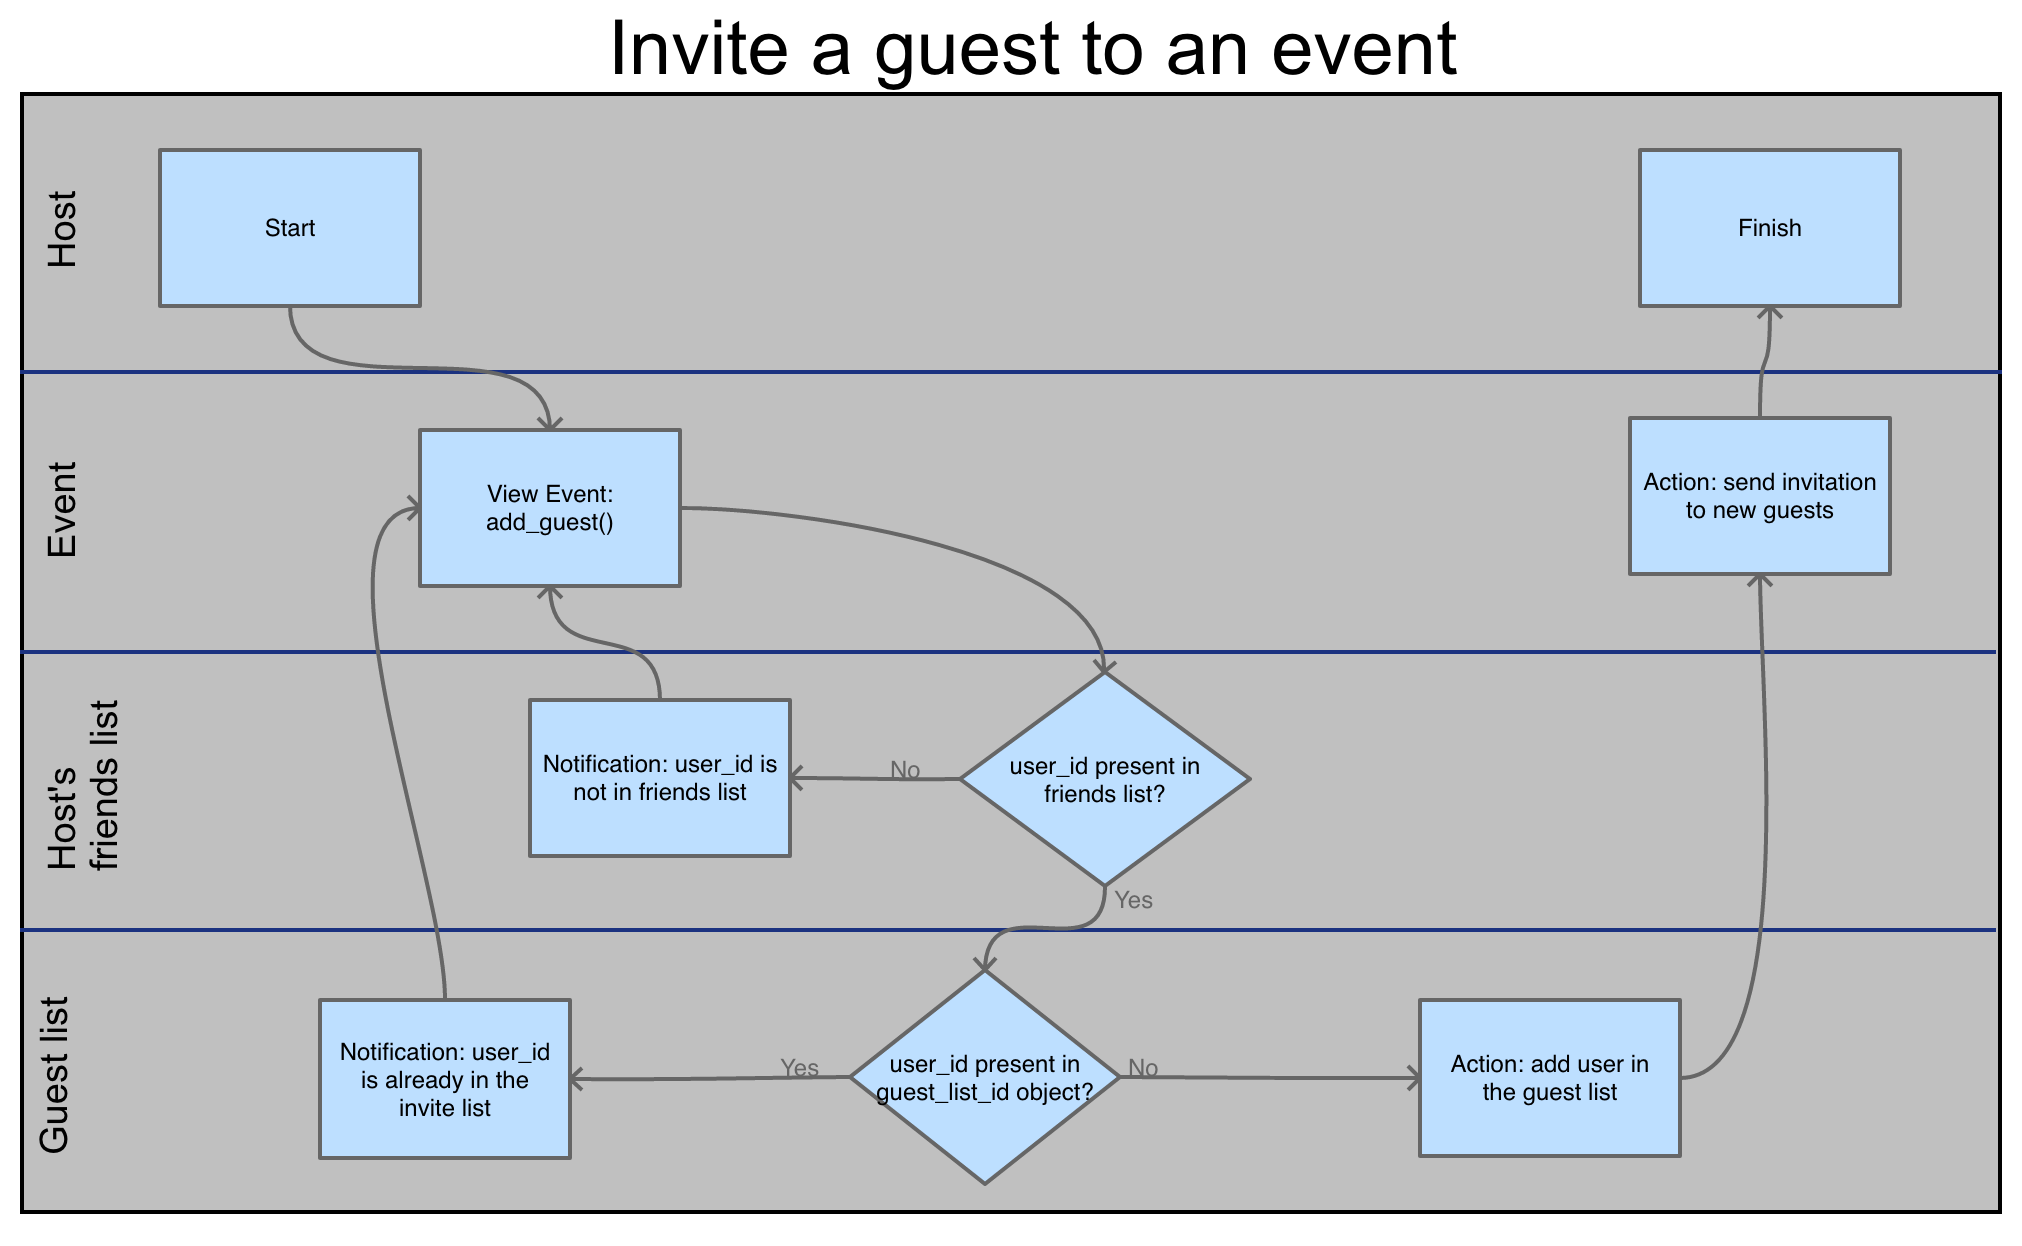 Invite a guest to an event
Host
Start
Finish
Event
View Event:
add_guest()
Action: send invitation
to new guests
Host's
friends list
Notification: user_id is
not in friends list
No
user_id present in
friends list?
Yes
Guest list
Notification: user_id
is already in the
invite list
Yes
user_id present in
guest_list_id object?
No
Action: add user in
the guest list